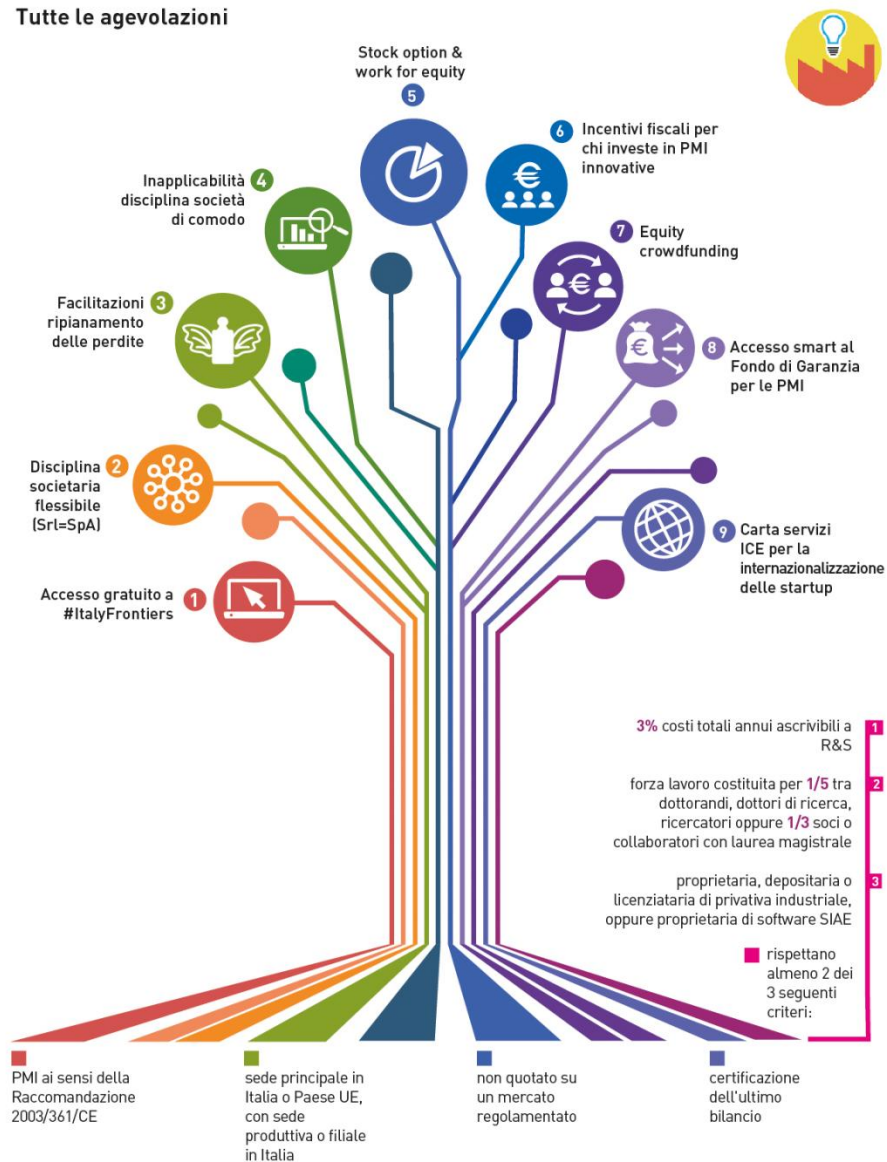 Tutte le agevolazioni
Stock option &
work for equity
5
6
Incentivi fiscali per
chi investe in PMI
innovative
Inapplicabilità
disciplina società
di comodo
4
7
Equity
crowdfunding
Facilitazioni
ripianamento
delle perdite
3
8
Accesso smart al
Fondo di Garanzia
per le PMI
Disciplina
societaria
flessibile
(Srl=SpA)
2
9
Carta servizi
ICE per la
internazionalizzazione
delle startup
Accesso gratuito a
#ItalyFrontiers
1
€
€
€
3% costi totali annui ascrivibili a
R&S
1
forza lavoro costituita per 1/5 tra
dottorandi, dottori di ricerca,
ricercatori oppure 1/3 soci o
collaboratori con laurea magistrale
2
proprietaria, depositaria o
licenziataria di privativa industriale,
oppure proprietaria di software SIAE
3
rispettano
almeno 2 dei
3 seguenti
criteri:
PMI ai sensi della
Raccomandazione
2003/361/CE
sede principale in
Italia o Paese UE,
con sede
produttiva o filiale
in Italia
non quotato su
un mercato
regolamentato
certificazione
dell'ultimo
bilancio